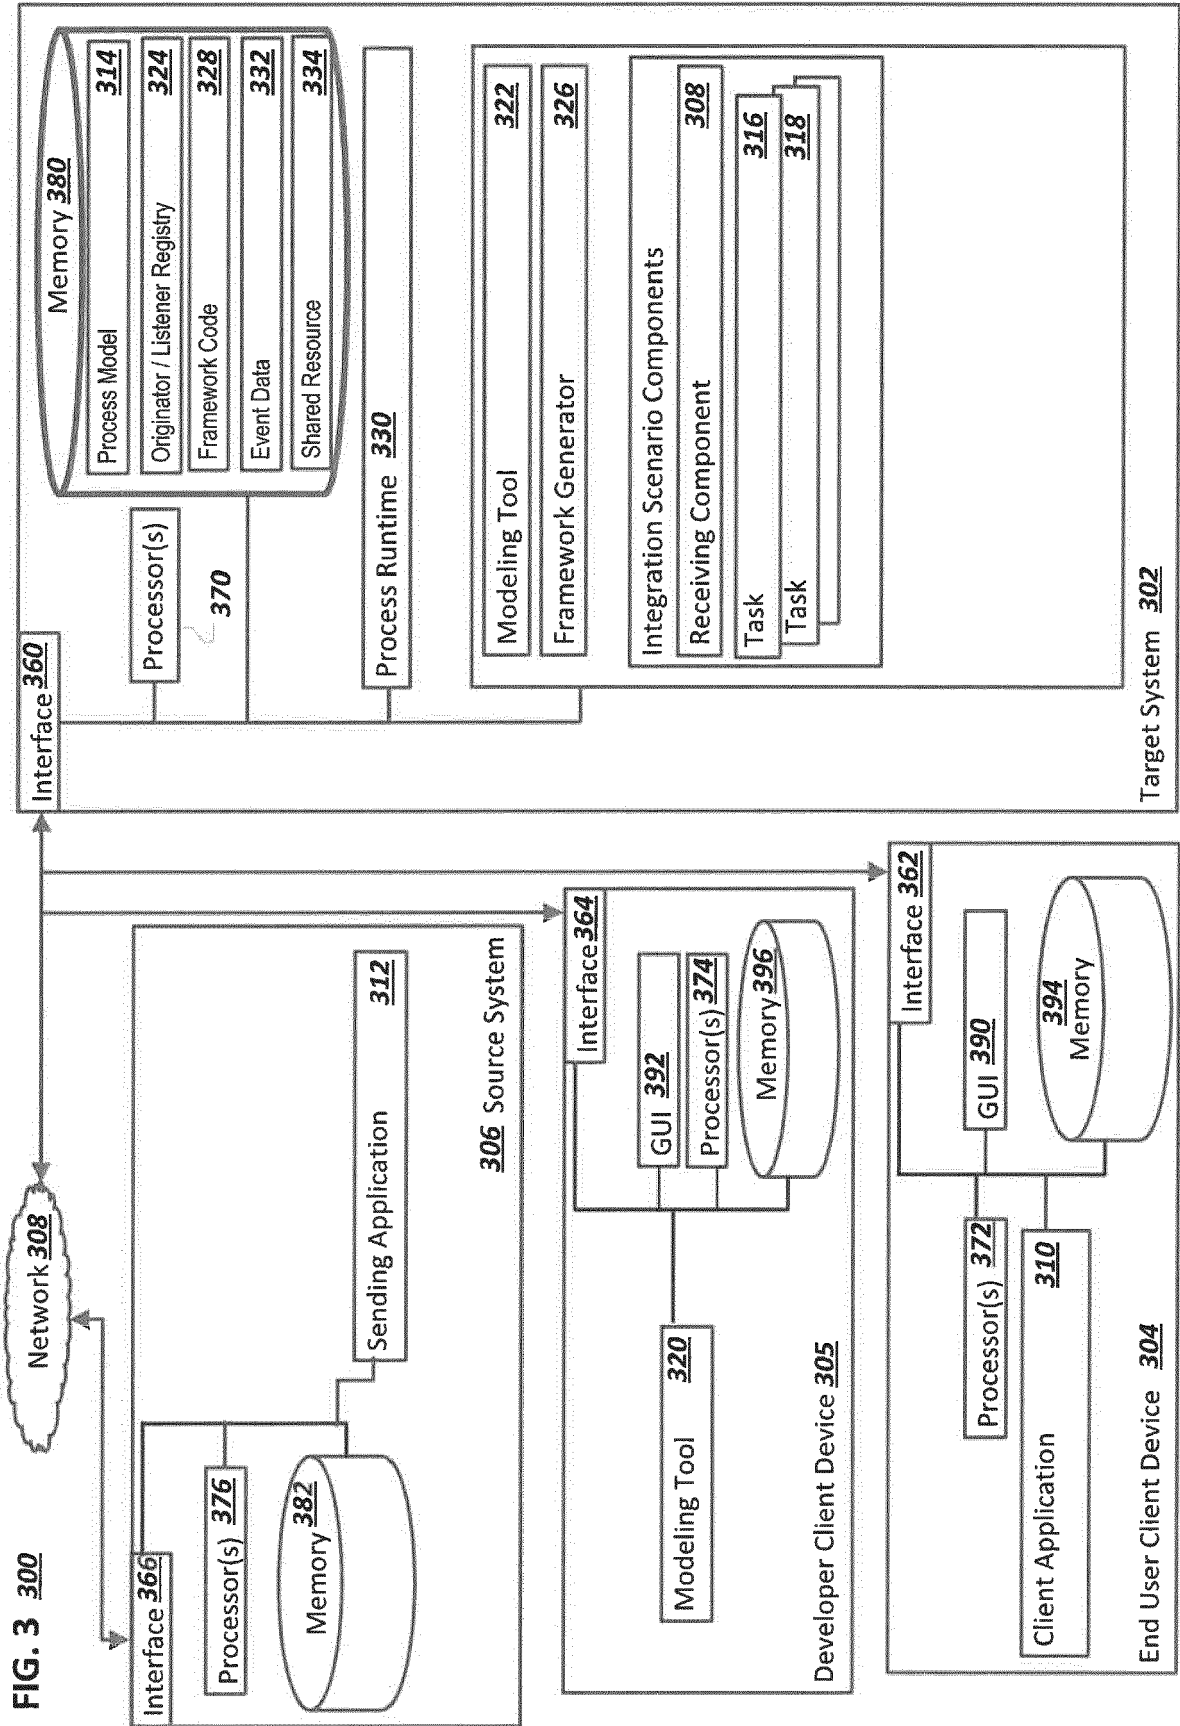 FIG. 3 300
Network 308
Interface 366
Processor(s) 376
Memory 382
Sending Application 312
306 Source System
Interface 364
GUI 392
Processor(s) 374
Memory 396
Modeling Tool 320
Developer Client Device 305
Interface 362
Processor(s) 372
GUI 390
394
Memory
Client Application 310
End User Client Device 304
Interface 360
Processor(s)
370
Memory 380
Process Model 314
Originator / Listener Registry 324
Framework Code 328
Event Data 332
Shared Resource 334
Process Runtime 330
Modeling Tool 322
Framework Generator 326
Integration Scenario Components
Receiving Component 308
Task 316
Task 318
Target System 302